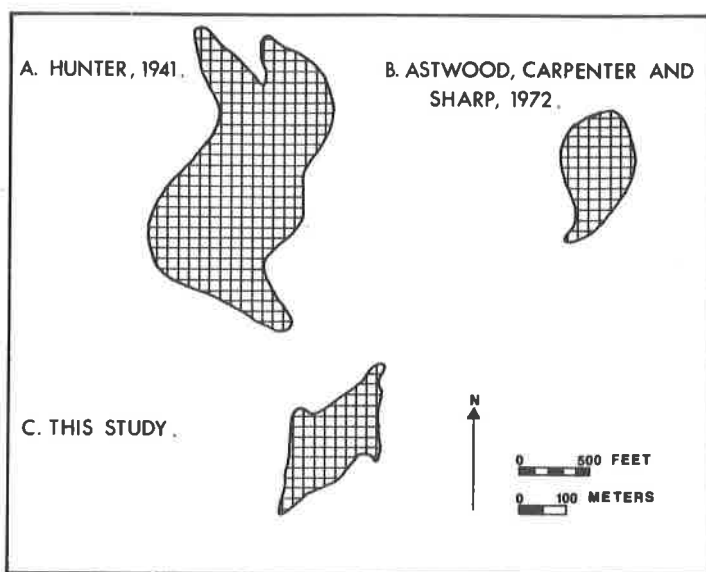 A. HUNTER, 1941.
B. ASTWOOD, CARPENTER AND
SHARP, 1972.
C. THIS STUDY.
N
0 500 FEET
0 100 METERS